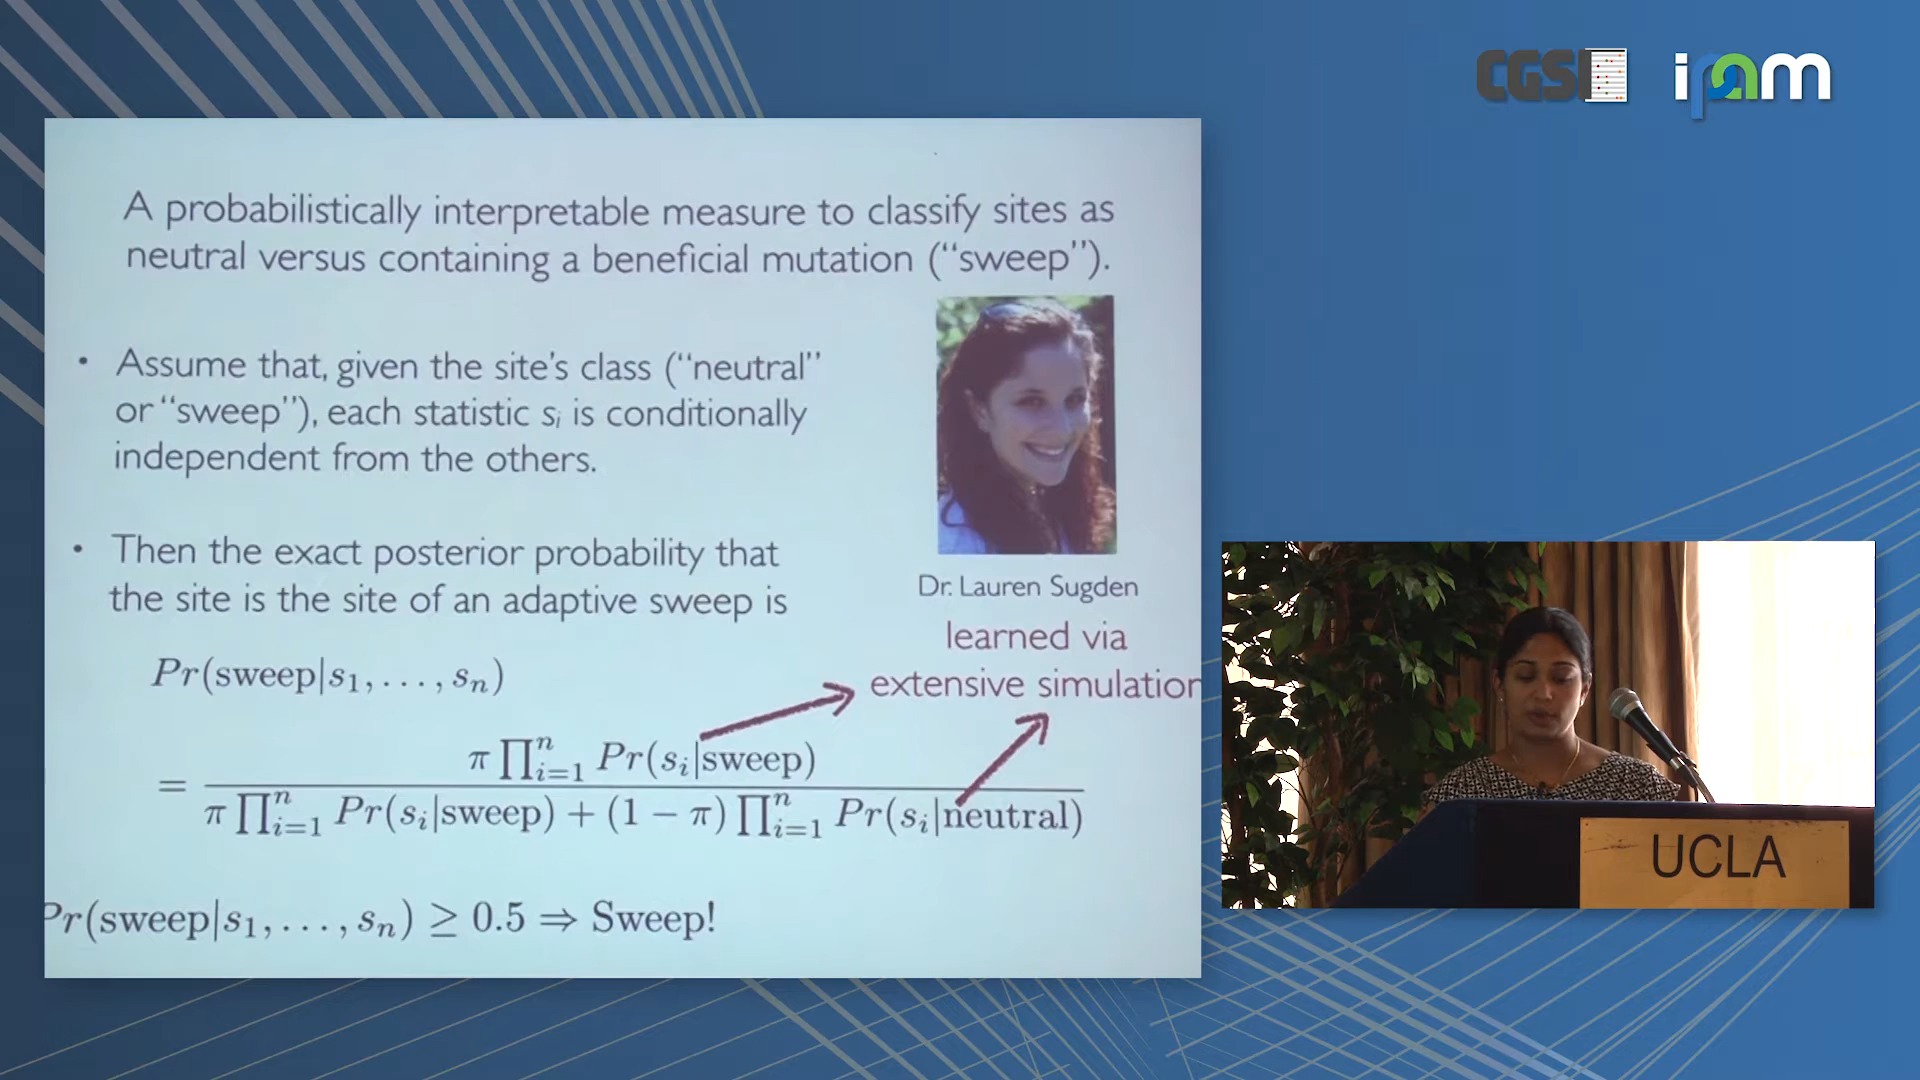 CGSI
ipam
A probabilistically interpretable measure to classify sites as
neutral versus containing a beneficial mutation (“sweep”).
• Assume that, given the site’s class (“neutral”
or “sweep”), each statistic sᵢ is conditionally
independent from the others.
• Then the exact posterior probability that
the site is the site of an adaptive sweep is
Dr. Lauren Sugden
learned via
extensive simulation
Pr(sweep|s₁, . . . , sₙ)
= π ∏ⁿᵢ₌₁ Pr(sᵢ|sweep)
π ∏ⁿᵢ₌₁ Pr(sᵢ|sweep) + (1 − π) ∏ⁿᵢ₌₁ Pr(sᵢ|neutral)
Pr(sweep|s₁, . . . , sₙ) ≥ 0.5 ⇒ Sweep!
UCLA